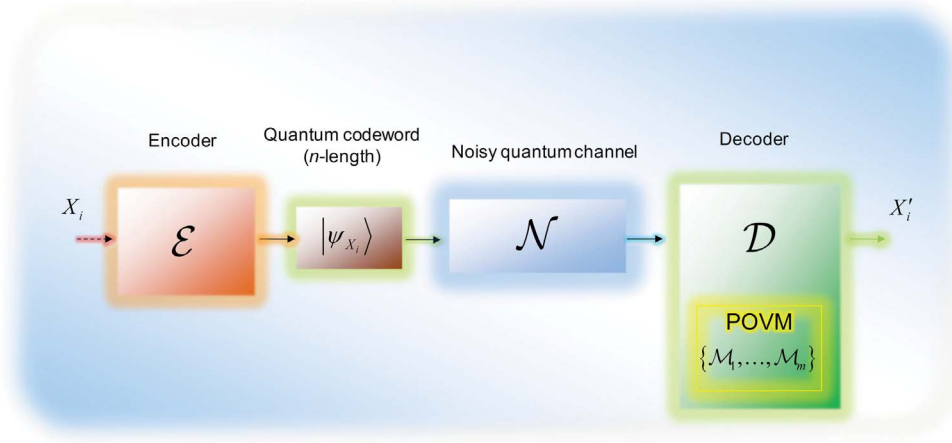 Encoder
Quantum codeword
(n-length)
Noisy quantum channel
Decoder
X_i
ℰ
|ψ_{X_i}⟩
𝒩
𝒟
X'_i
POVM
{ℳ_1,...,ℳ_m}